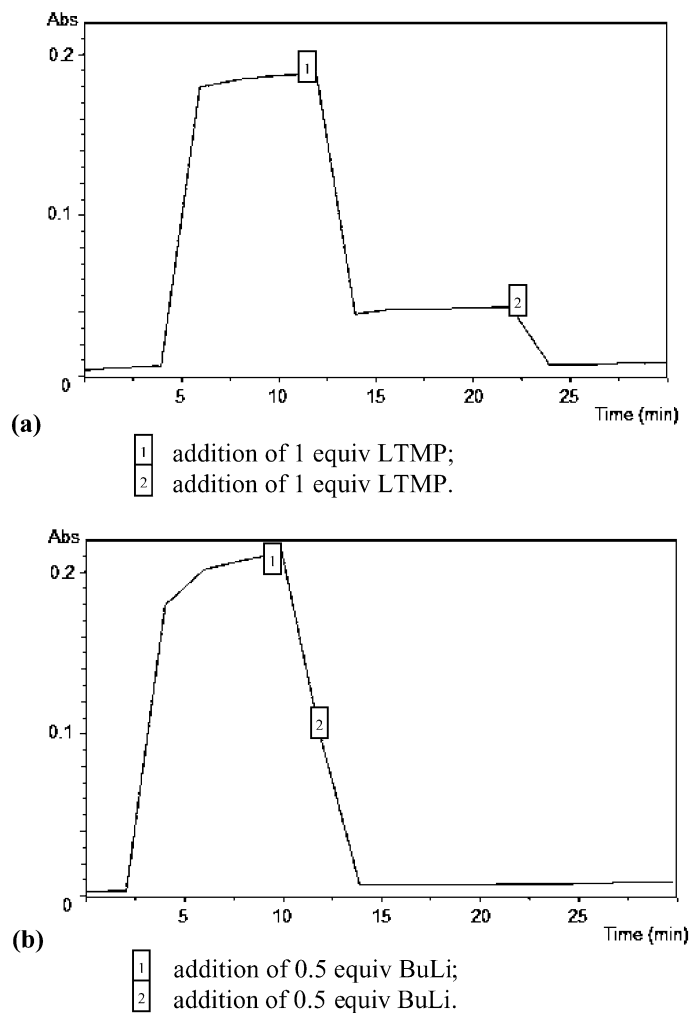 Abs
0.2
1
0.1
2
0
5
10
15
20
25
Time (min)
(a)
1 addition of 1 equiv LTMP;
2 addition of 1 equiv LTMP.
Abs
0.2
1
2
0.1
0
5
10
15
20
25
Time (min)
(b)
1 addition of 0.5 equiv BuLi;
2 addition of 0.5 equiv BuLi.